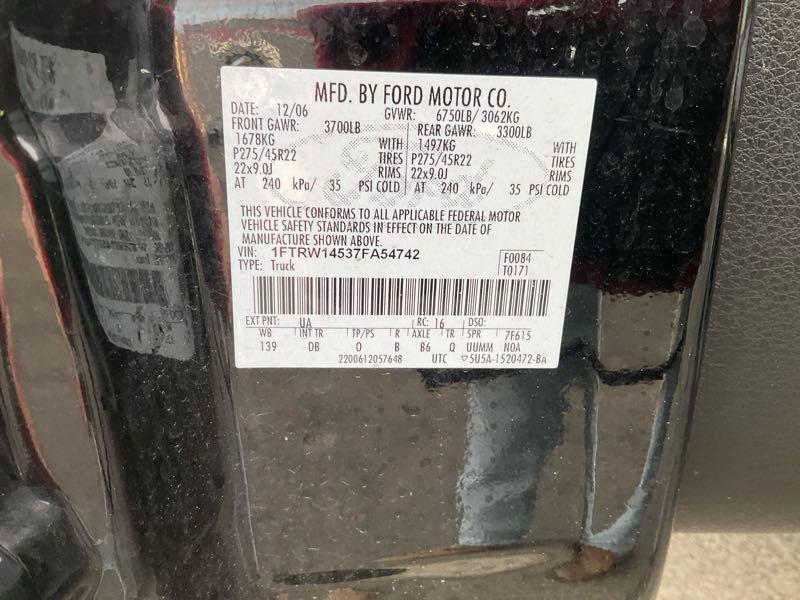 MFD. BY FORD MOTOR CO.
DATE: 12/06 GVWR: 6750LB/ 3062KG
FRONT GAWR: 3700LB REAR GAWR: 3300LB
1678KG WITH 1497KG WITH
P275/45R22 TIRES P275/45R22 TIRES
22x9.0J RIMS 22x9.0J RIMS
AT 240 kPa/ 35 PSI COLD AT 240 kPa/ 35 PSI COLD
THIS VEHICLE CONFORMS TO ALL APPLICABLE FEDERAL MOTOR
VEHICLE SAFETY STANDARDS IN EFFECT ON THE DATE OF
MANUFACTURE SHOWN ABOVE.
VIN: 1FTRW14537FA54742 F0084
TYPE: Truck T0171
EXT PNT: UA RC: 16 DSO:
WB INT TR TP/PS R AXLE TR SPR 7F615
139 DB O B B6 Q UUMM NOA
2200612057648 UTC ▽5U5A-1520472-BA